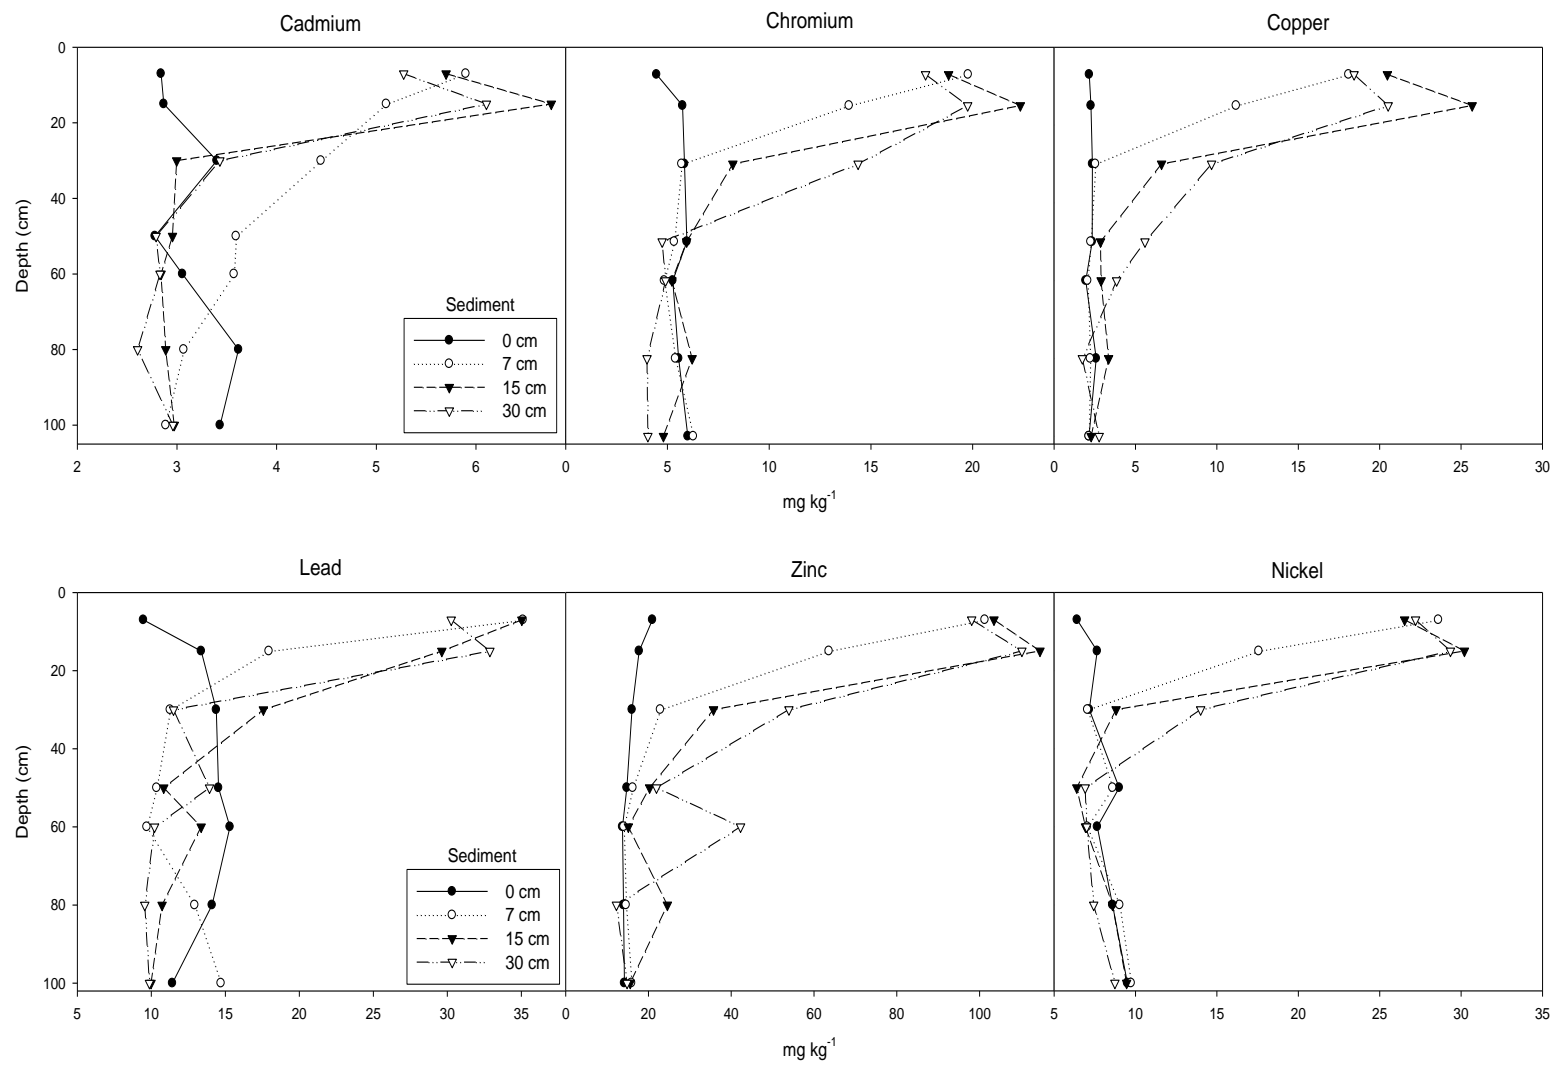 Cadmium
Chromium
Copper
Depth (cm)
0
20
40
60
80
100
Sediment
0 cm
7 cm
15 cm
30 cm
2 3 4 5 6 0 5 10 15 20 0 5 10 15 20 25 30
mg kg-1
Lead
Zinc
Nickel
Depth (cm)
0
20
40
60
80
100
Sediment
0 cm
7 cm
15 cm
30 cm
5 10 15 20 25 30 35 0 20 40 60 80 100 5 10 15 20 25 30 35
mg kg-1